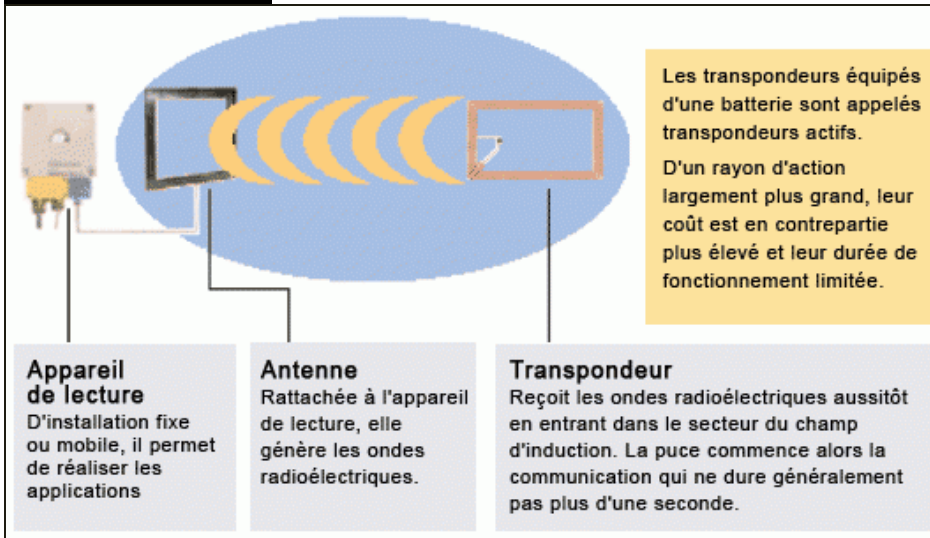 Les transpondeurs équipés
d'une batterie sont appelés
transpondeurs actifs.
D'un rayon d'action
largement plus grand, leur
coût est en contrepartie
plus élevé et leur durée de
fonctionnement limitée.
Appareil
de lecture
D'installation fixe
ou mobile, il permet
de réaliser les
applications
Antenne
Rattachée à l'appareil
de lecture, elle
génère les ondes
radioélectriques.
Transpondeur
Reçoit les ondes radioélectriques aussitôt
en entrant dans le secteur du champ
d'induction. La puce commence alors la
communication qui ne dure généralement
pas plus d'une seconde.